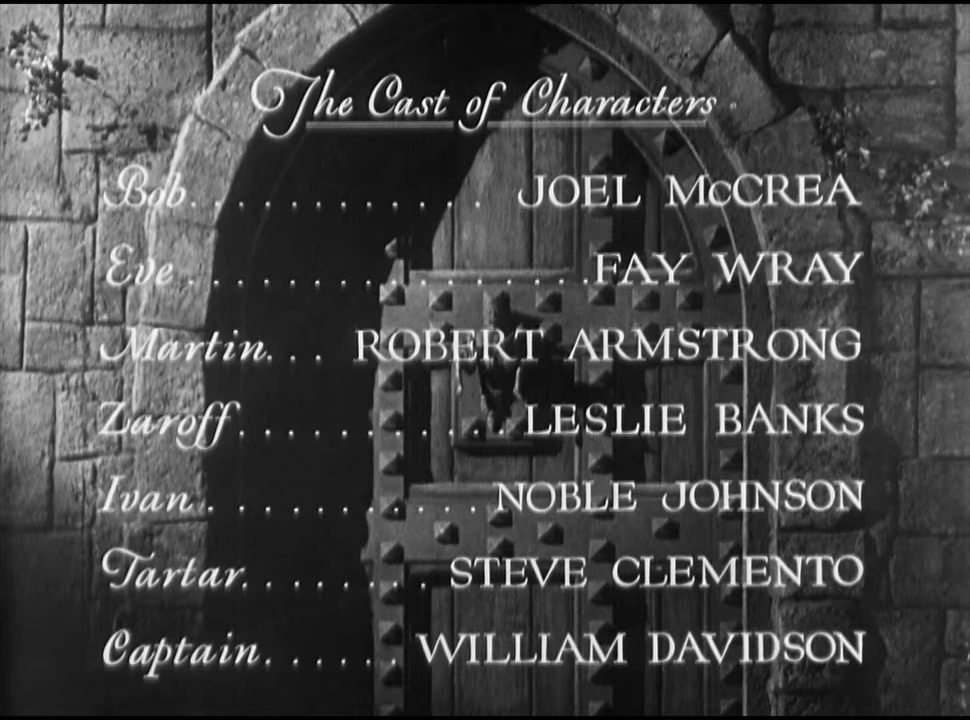 The Cast of Characters
Bob. . . . . . . . . . . . JOEL McCREA
Eve . . . . . . . . . . . . . . . . . FAY WRAY
Martin. . . ROBERT ARMSTRONG
Zaroff . . . . . . . . . . . LESLIE BANKS
Ivan. . . . . . . . . . . . NOBLE JOHNSON
Tartar. . . . . . . . STEVE CLEMENTO
Captain. . . . . . WILLIAM DAVIDSON